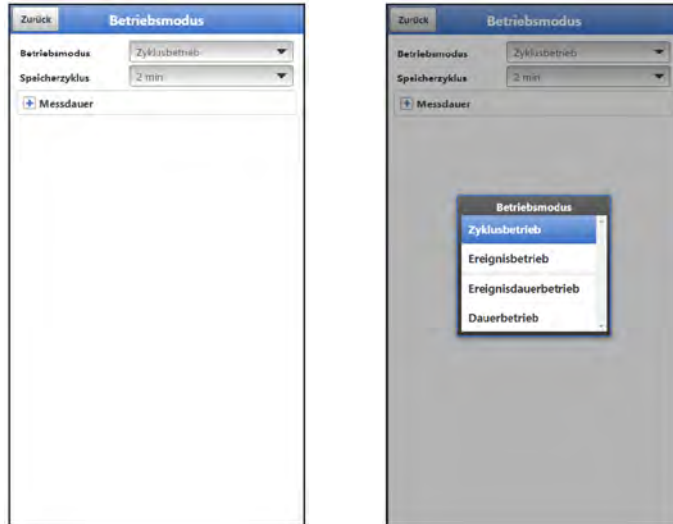 Zurück Betriebsmodus
Betriebsmodus Zyklusbetrieb
Speicherzyklus 2 min
Messdauer
Zurück Betriebsmodus
Betriebsmodus Zyklusbetrieb
Speicherzyklus 2 min
Messdauer
Betriebsmodus
Zyklusbetrieb
Ereignisbetrieb
Ereignisdauerbetrieb
Dauerbetrieb